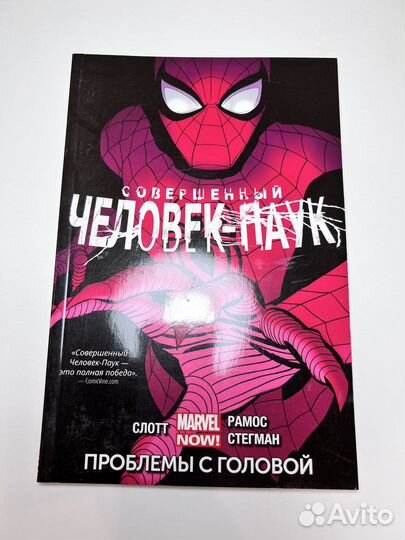 СОВЕРШЕННЫЙ
ЧЕЛОВЕК-ПАУК
«Совершенный
Человек-Паук —
это полная победа».
— ComicVine.com
СЛОТТ MARVEL РАМОС
NOW! СТЕГМАН
ПРОБЛЕМЫ С ГОЛОВОЙ
Avito